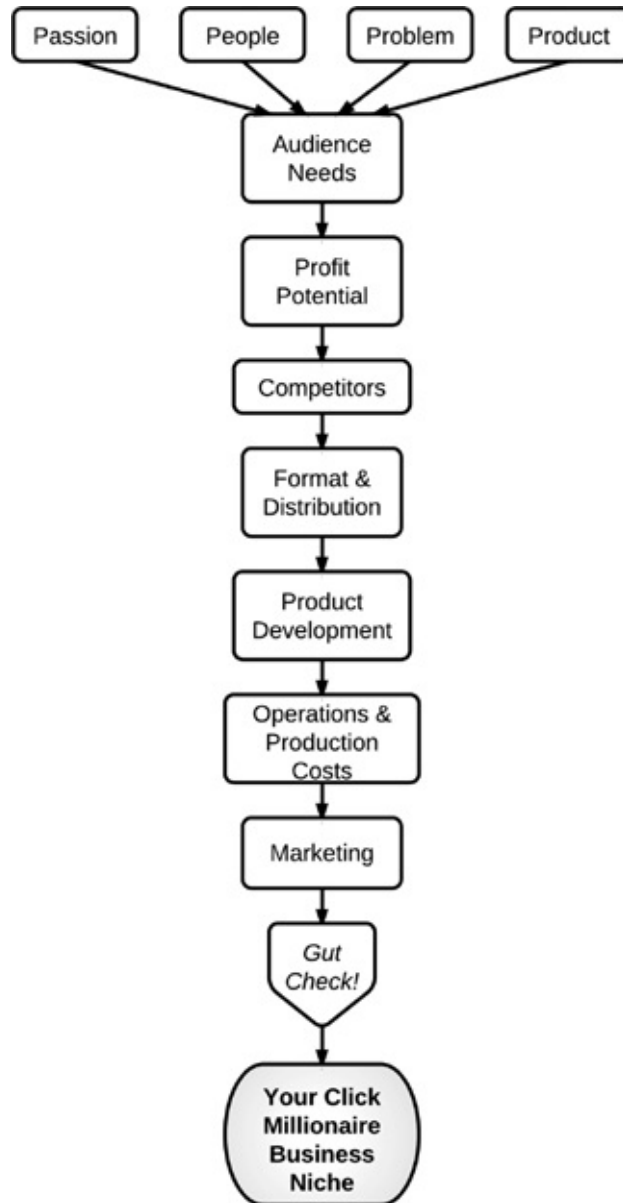 Passion
People
Problem
Product
Audience
Needs
Profit
Potential
Competitors
Format &
Distribution
Product
Development
Operations &
Production
Costs
Marketing
Gut
Check!
Your Click
Millionaire
Business
Niche